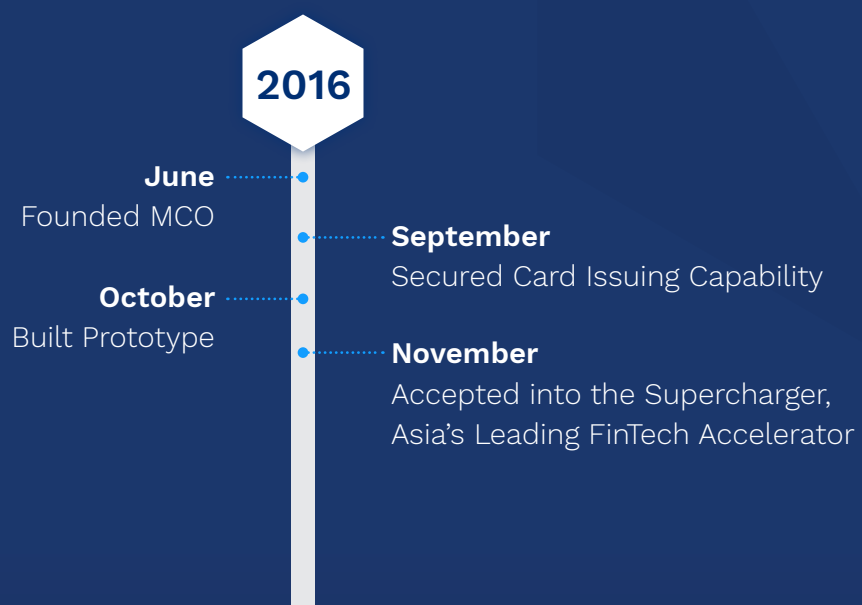 2016
June
Founded MCO
September
Secured Card Issuing Capability
October
Built Prototype
November
Accepted into the Supercharger,
Asia’s Leading FinTech Accelerator